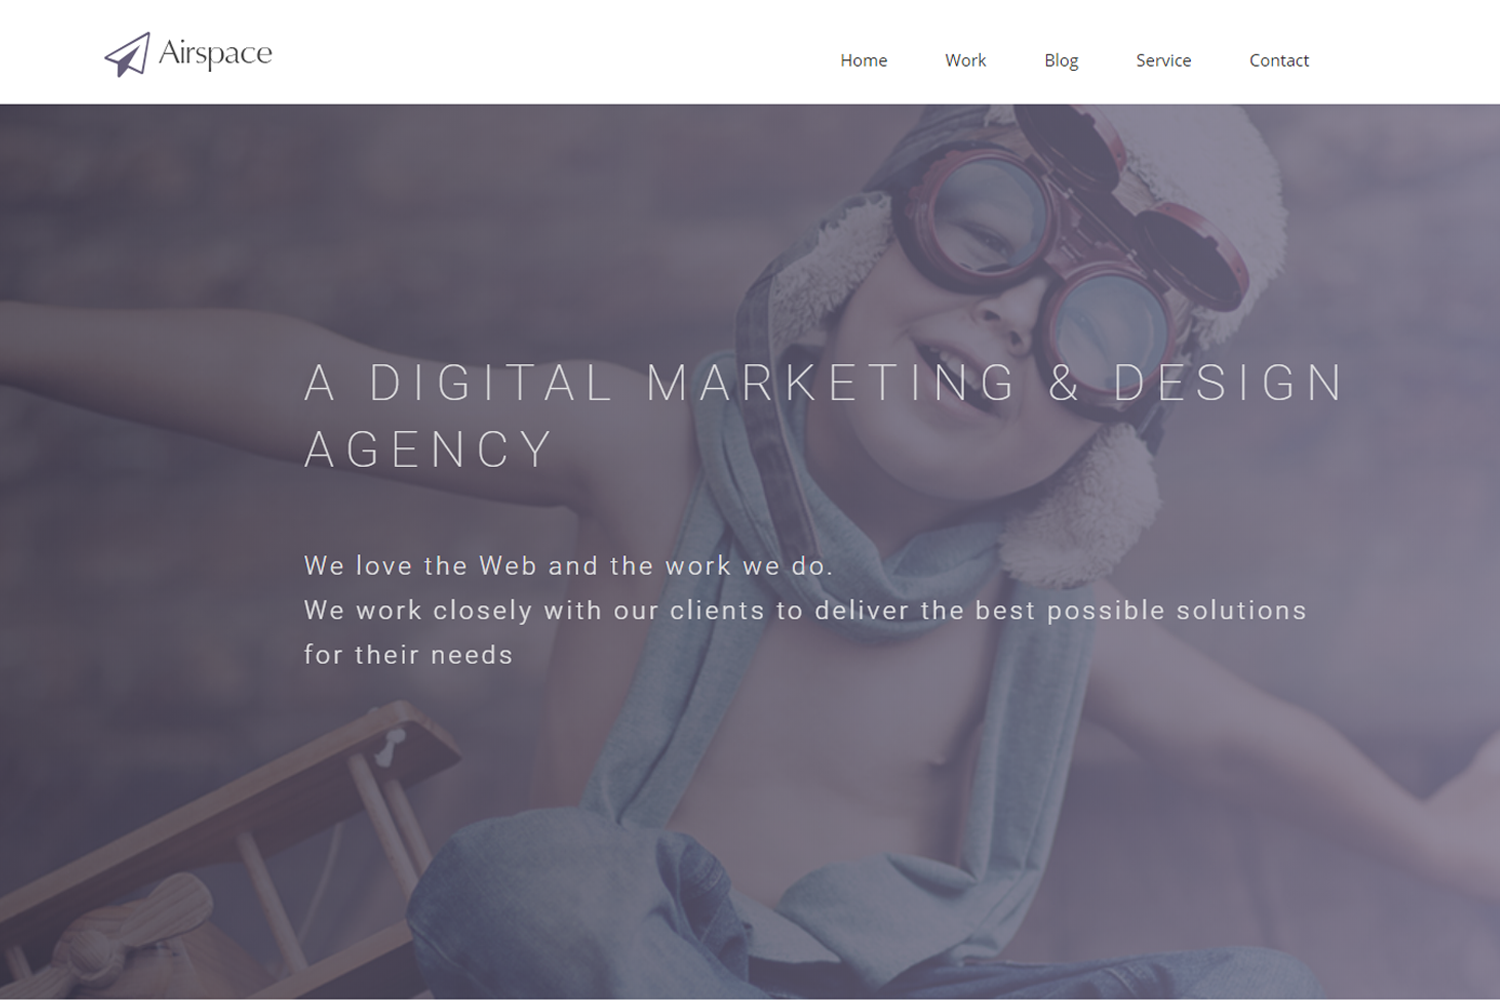 Airspace
Home Work Blog Service Contact
A DIGITAL MARKETING & DESIGN
AGENCY
We love the Web and the work we do.
We work closely with our clients to deliver the best possible solutions
for their needs